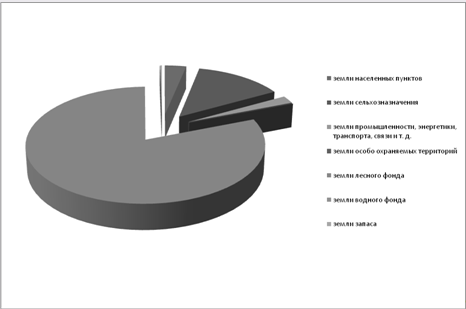 земли населенных пунктов
земли сельхозназначения
земли промышленности, энергетики,
транспорта, связи и т. д.
земли особо охраняемых территорий
земли лесного фонда
земли водного фонда
земли запаса